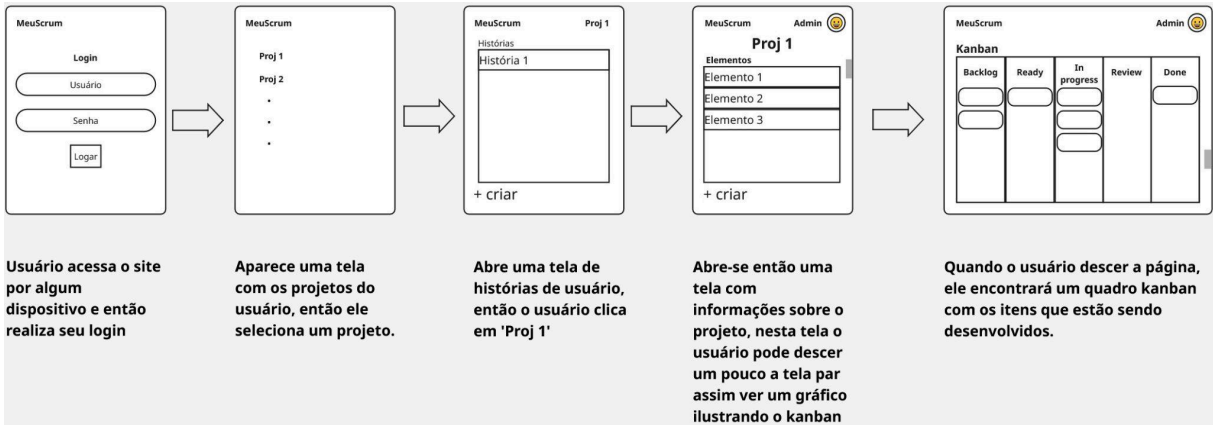 MeuScrum
Login
Usuário
Senha
Logar
Usuário acessa o site
por algum
dispositivo e então
realiza seu login
MeuScrum
Proj 1
Proj 2
Aparece uma tela
com os projetos do
usuário, então ele
seleciona um projeto.
MeuScrum Proj 1
Histórias
História 1
+ criar
Abre uma tela de
histórias de usuário,
então o usuário clica
em 'Proj 1'
MeuScrum Admin
Proj 1
Elementos
Elemento 1
Elemento 2
Elemento 3
+ criar
Abre-se então uma
tela com
informações sobre o
projeto, nesta tela o
usuário pode descer
um pouco a tela par
assim ver um gráfico
ilustrando o kanban
MeuScrum Admin
Kanban
Backlog Ready In progress Review Done
Quando o usuário descer a página,
ele encontrará um quadro kanban
com os itens que estão sendo
desenvolvidos.